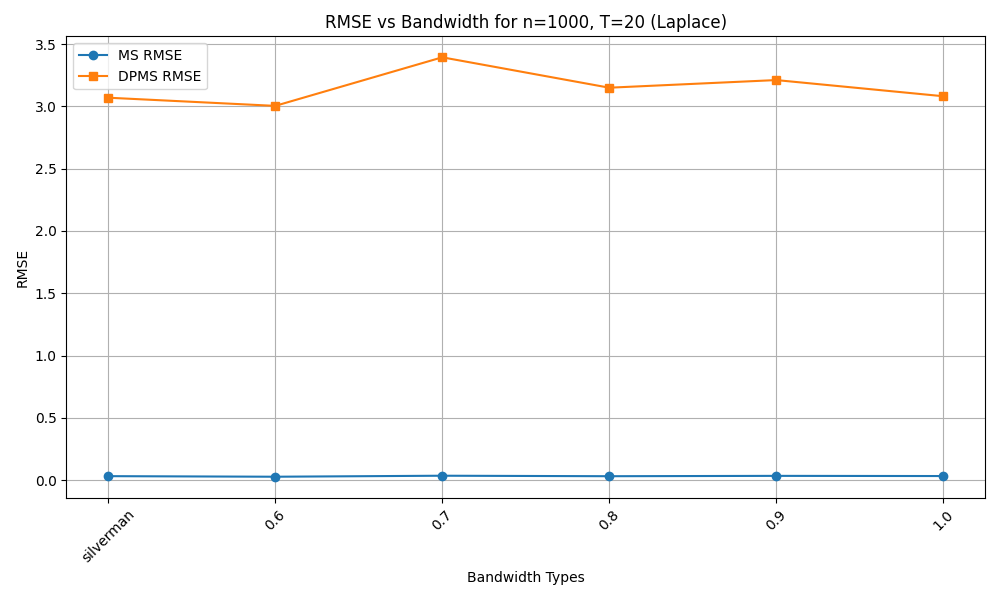 RMSE vs Bandwidth for n=1000, T=20 (Laplace)
MS RMSE
DPMS RMSE
RMSE
3.5
3.0
2.5
2.0
1.5
1.0
0.5
0.0
silverman
0.6
0.7
0.8
0.9
1.0
Bandwidth Types